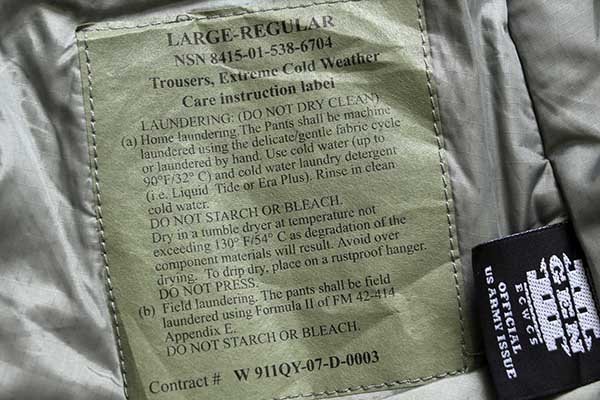 LARGE-REGULAR
NSN 8415-01-538-6704
Trousers, Extreme Cold Weather
Care instruction label
LAUNDERING: (DO NOT DRY CLEAN)
(a) Home laundering. The Pants shall be machine
laundered using the delicate/gentle fabric cycle
or laundered by hand. Use cold water (up to
90°F/32° C) and cold water laundry detergent
(i.e. Liquid Tide or Era Plus). Rinse in clean
cold water.
DO NOT STARCH OR BLEACH.
Dry in a tumble dryer at temperature not
exceeding 130° F/54° C as degradation of the
component materials will result. Avoid over
drying. To drip dry, place on a rustproof hanger.
DO NOT PRESS.
(b) Field laundering. The pants shall be field
laundered using Formula II of FM 42-414
Appendix E.
DO NOT STARCH OR BLEACH.
Contract # W 911QY-07-D-0003
GEN
ECWCS
OFFICIAL
US ARMY ISSUE